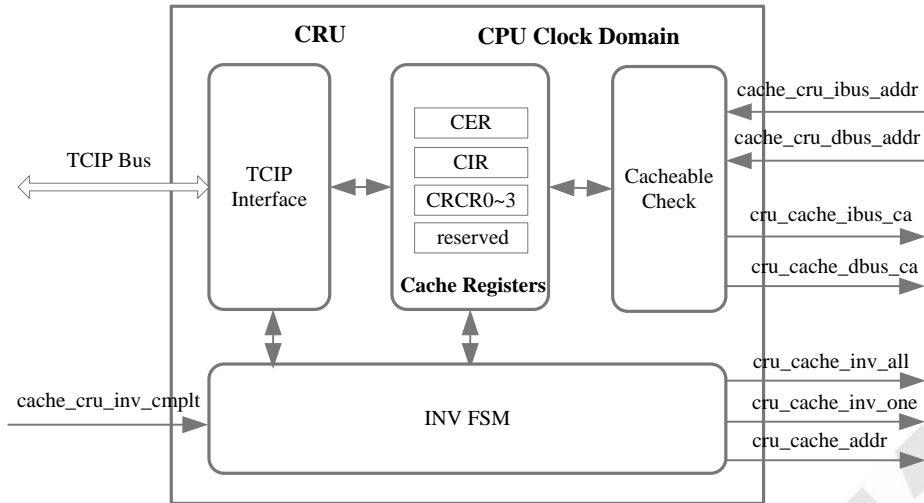 CRU
CPU Clock Domain
TCIP Bus
TCIP
Interface
CER
CIR
CRCR0~3
reserved
Cache Registers
Cacheable
Check
cache_cru_ibus_addr
cache_cru_dbus_addr
cru_cache_ibus_ca
cru_cache_dbus_ca
cache_cru_inv_cmplt
INV FSM
cru_cache_inv_all
cru_cache_inv_one
cru_cache_addr